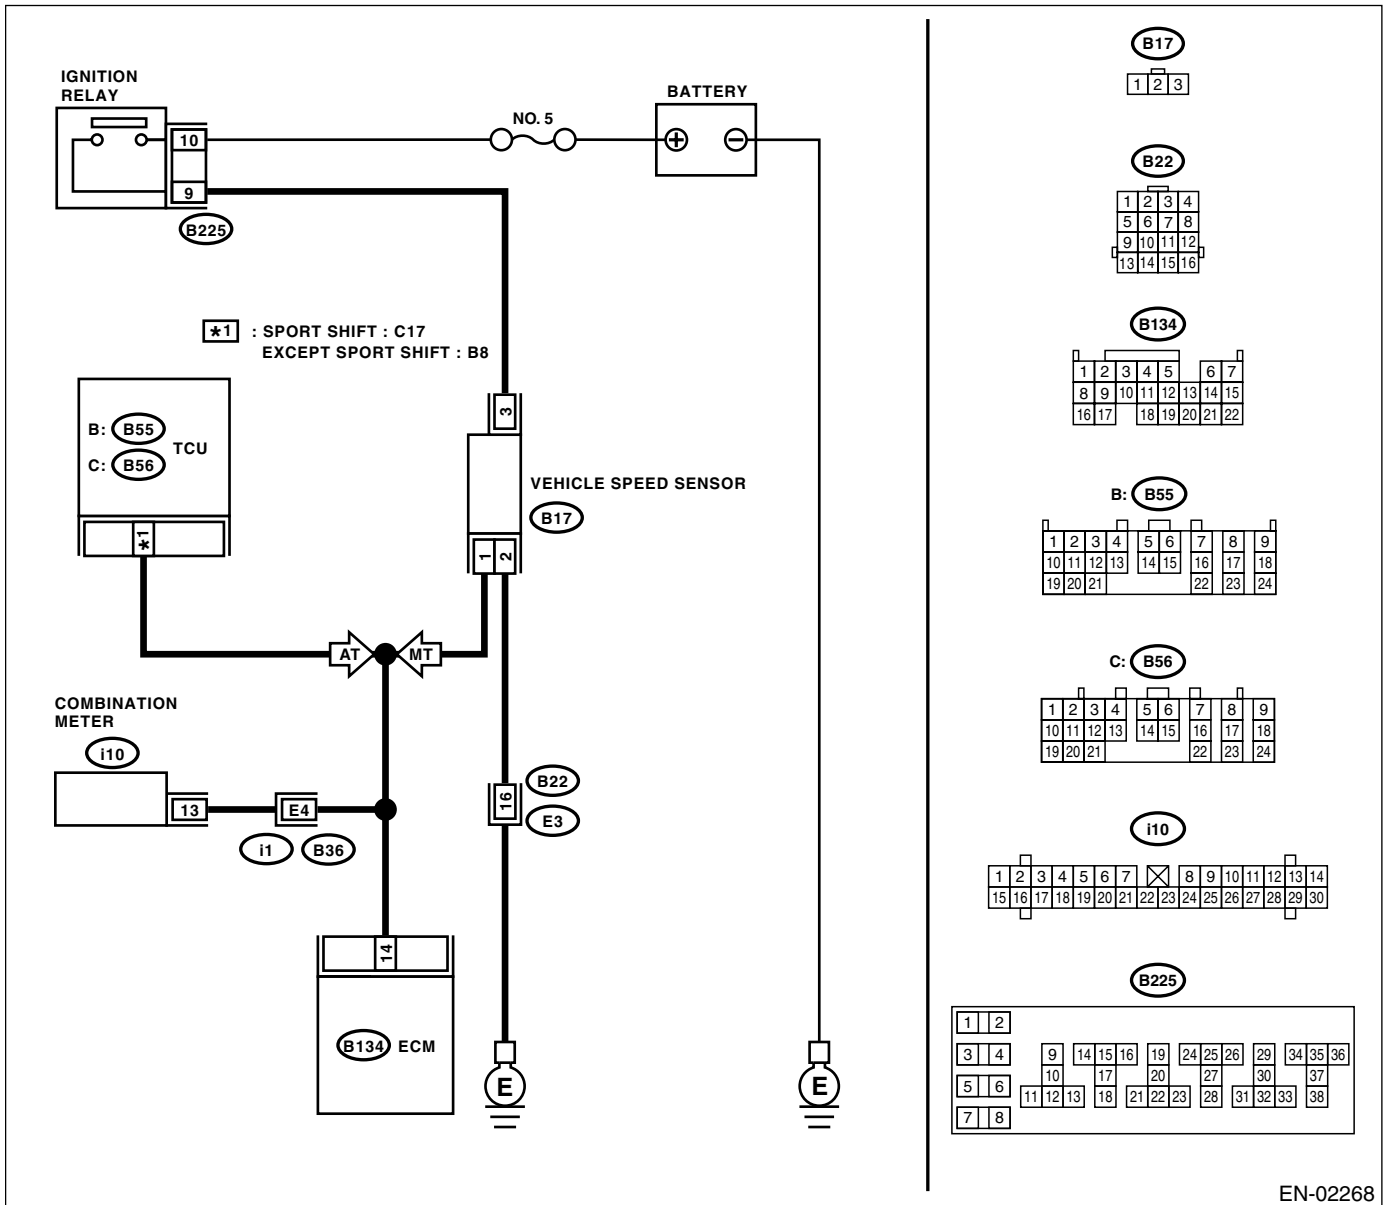 IGNITION
RELAY
10
9
B225
NO. 5
BATTERY
+
−
*1 : SPORT SHIFT : C17
EXCEPT SPORT SHIFT : B8
B: B55
C: B56
TCU
*1
3
VEHICLE SPEED SENSOR
B17
1 2
AT
MT
COMBINATION
METER
i10
13
E4
i1 B36
16
B22
E3
14
B134 ECM
E
E
B17
1 2 3
B22
1 2 3 4
5 6 7 8
9 10 11 12
13 14 15 16
B134
1 2 3 4 5 6 7
8 9 10 11 12 13 14 15
16 17 18 19 20 21 22
B: B55
1 2 3 4 5 6 7 8 9
10 11 12 13 14 15 16 17 18
19 20 21 22 23 24
C: B56
1 2 3 4 5 6 7 8 9
10 11 12 13 14 15 16 17 18
19 20 21 22 23 24
i10
1 2 3 4 5 6 7 8 9 10 11 12 13 14
15 16 17 18 19 20 21 22 23 24 25 26 27 28 29 30
B225
1 2
3 4 9 14 15 16 19 24 25 26 29 34 35 36
10 17 20 27 30 37
5 6 11 12 13 18 21 22 23 28 31 32 33 38
7 8
EN-02268